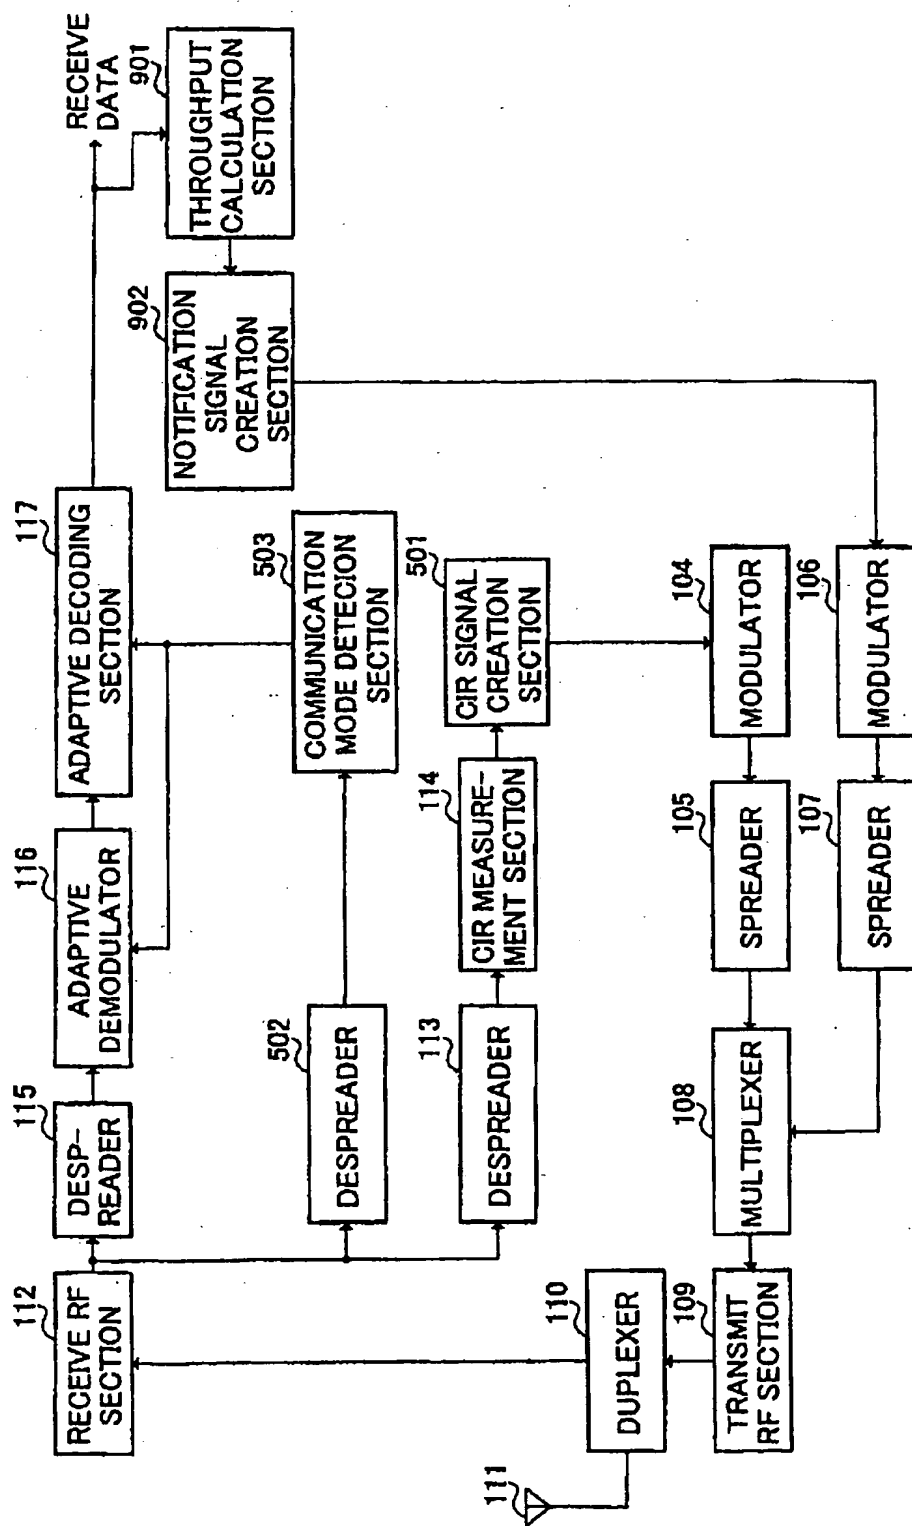 111
112
RECEIVE RF
SECTION
115
DESP-
READER
116
ADAPTIVE
DEMODULATOR
117
ADAPTIVE DECODING
SECTION
RECEIVE
DATA
901
THROUGHPUT
CALCULATION
SECTION
902
NOTIFICATION
SIGNAL
CREATION
SECTION
502
DESPREADER
503
COMMUNICATION
MODE DETECION
SECTION
113
DESPREADER
114
CIR MEASURE-
MENT SECTION
501
CIR SIGNAL
CREATION
SECTION
110
DUPLEXER
109
TRANSMIT
RF SECTION
108
MULTIPLEXER
105
SPREADER
104
MODULATOR
107
SPREADER
106
MODULATOR